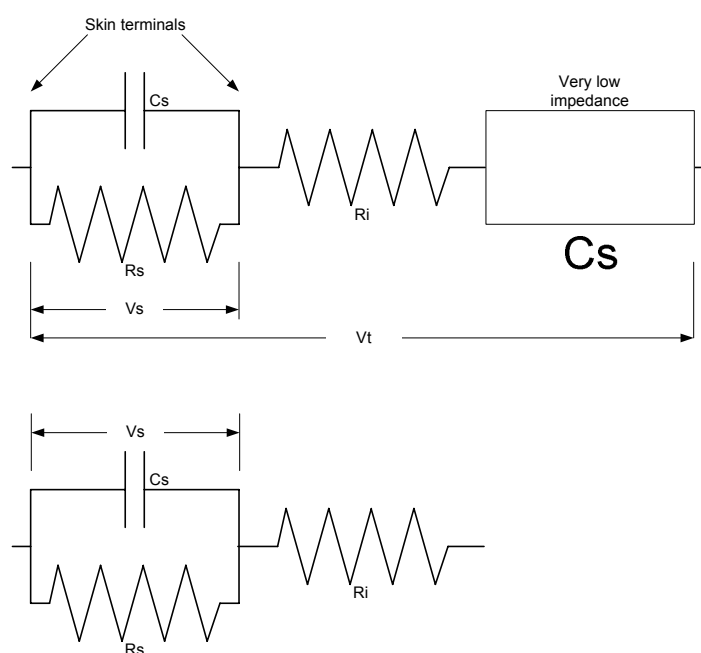 Skin terminals
Cs
Very low
impedance
Ri
Rs
Cs
Vs
Vt
Vs
Cs
Ri
Rs